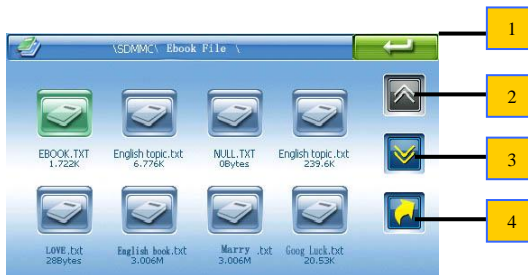 \SDMMC\ Ebook File \
1
2
3
4
EBOOK.TXT
1.722K
English topic.txt
6.776K
NULL.TXT
0Bytes
English topic.txt
239.6K
LOVE.txt
28Bytes
English book.txt
3.006M
Marry .txt
3.006M
Goog Luck.txt
20.53K